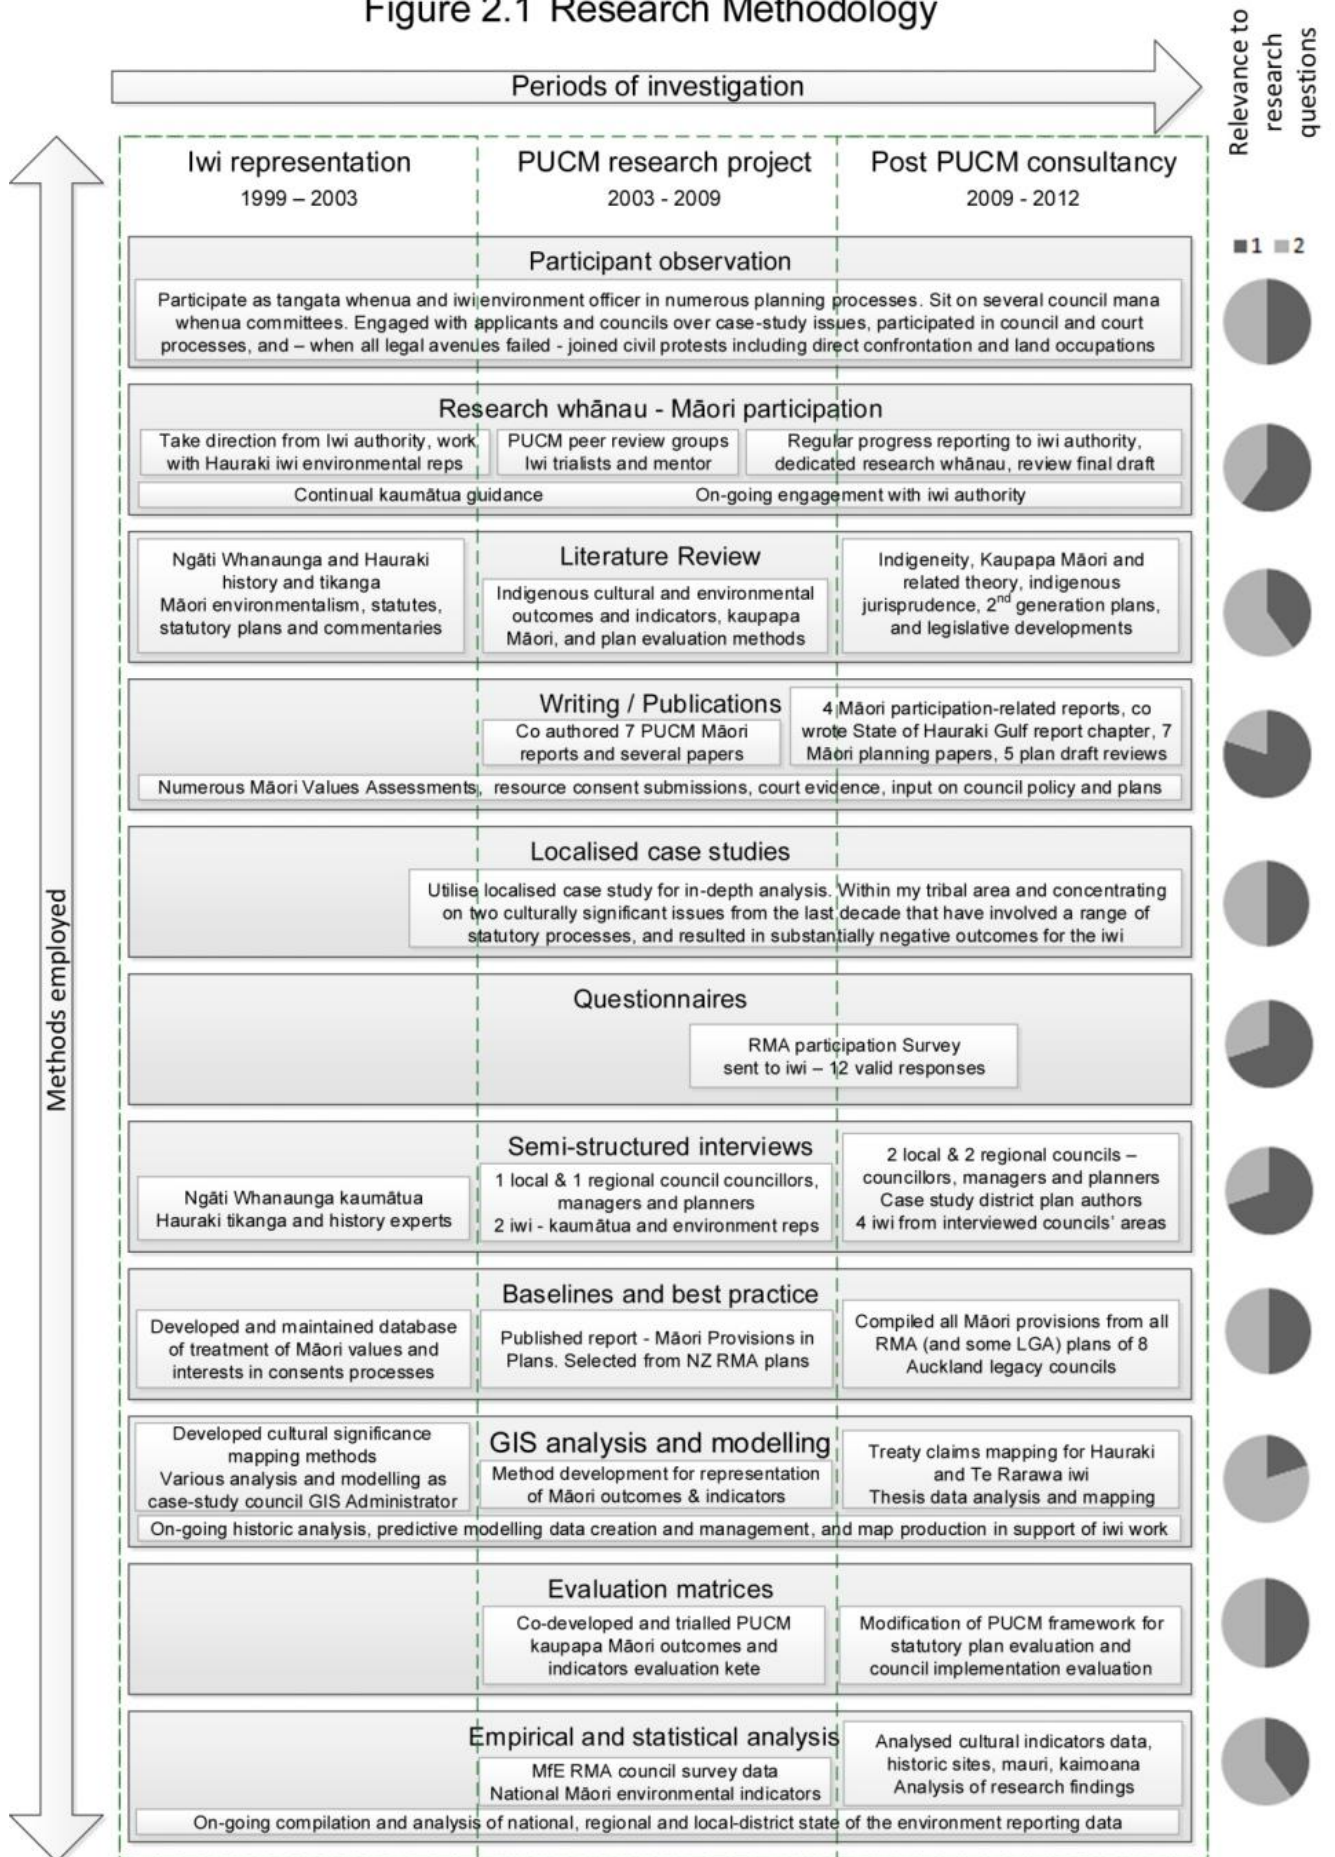 Figure 2.1 Research Methodology
Periods of investigation
Relevance to
research
questions
Methods employed
Iwi representation
1999 – 2003
PUCM research project
2003 - 2009
Post PUCM consultancy
2009 - 2012
1 2
Participant observation
Participate as tangata whenua and iwi environment officer in numerous planning processes. Sit on several council mana
whenua committees. Engaged with applicants and councils over case-study issues, participated in council and court
processes, and – when all legal avenues failed - joined civil protests including direct confrontation and land occupations
Research whānau - Māori participation
Take direction from Iwi authority, work
with Hauraki iwi environmental reps
PUCM peer review groups
Iwi trialists and mentor
Regular progress reporting to iwi authority,
dedicated research whānau, review final draft
Continual kaumātua guidance
On-going engagement with iwi authority
Literature Review
Ngāti Whanaunga and Hauraki
history and tikanga
Māori environmentalism, statutes,
statutory plans and commentaries
Indigenous cultural and environmental
outcomes and indicators, kaupapa
Māori, and plan evaluation methods
Indigeneity, Kaupapa Māori and
related theory, indigenous
jurisprudence, 2nd generation plans,
and legislative developments
Writing / Publications
Co authored 7 PUCM Māori
reports and several papers
4 Māori participation-related reports, co
wrote State of Hauraki Gulf report chapter, 7
Māori planning papers, 5 plan draft reviews
Numerous Māori Values Assessments, resource consent submissions, court evidence, input on council policy and plans
Localised case studies
Utilise localised case study for in-depth analysis. Within my tribal area and concentrating
on two culturally significant issues from the last decade that have involved a range of
statutory processes, and resulted in substantially negative outcomes for the iwi
Questionnaires
RMA participation Survey
sent to iwi – 12 valid responses
Semi-structured interviews
Ngāti Whanaunga kaumātua
Hauraki tikanga and history experts
1 local & 1 regional council councillors,
managers and planners
2 iwi - kaumātua and environment reps
2 local & 2 regional councils –
councillors, managers and planners
Case study district plan authors
4 iwi from interviewed councils’ areas
Baselines and best practice
Developed and maintained database
of treatment of Māori values and
interests in consents processes
Published report - Māori Provisions in
Plans. Selected from NZ RMA plans
Compiled all Māori provisions from all
RMA (and some LGA) plans of 8
Auckland legacy councils
GIS analysis and modelling
Developed cultural significance
mapping methods
Various analysis and modelling as
case-study council GIS Administrator
Method development for representation
of Māori outcomes & indicators
Treaty claims mapping for Hauraki
and Te Rarawa iwi
Thesis data analysis and mapping
On-going historic analysis, predictive modelling data creation and management, and map production in support of iwi work
Evaluation matrices
Co-developed and trialled PUCM
kaupapa Māori outcomes and
indicators evaluation kete
Modification of PUCM framework for
statutory plan evaluation and
council implementation evaluation
Empirical and statistical analysis
MfE RMA council survey data
National Māori environmental indicators
Analysed cultural indicators data,
historic sites, mauri, kaimoana
Analysis of research findings
On-going compilation and analysis of national, regional and local-district state of the environment reporting data